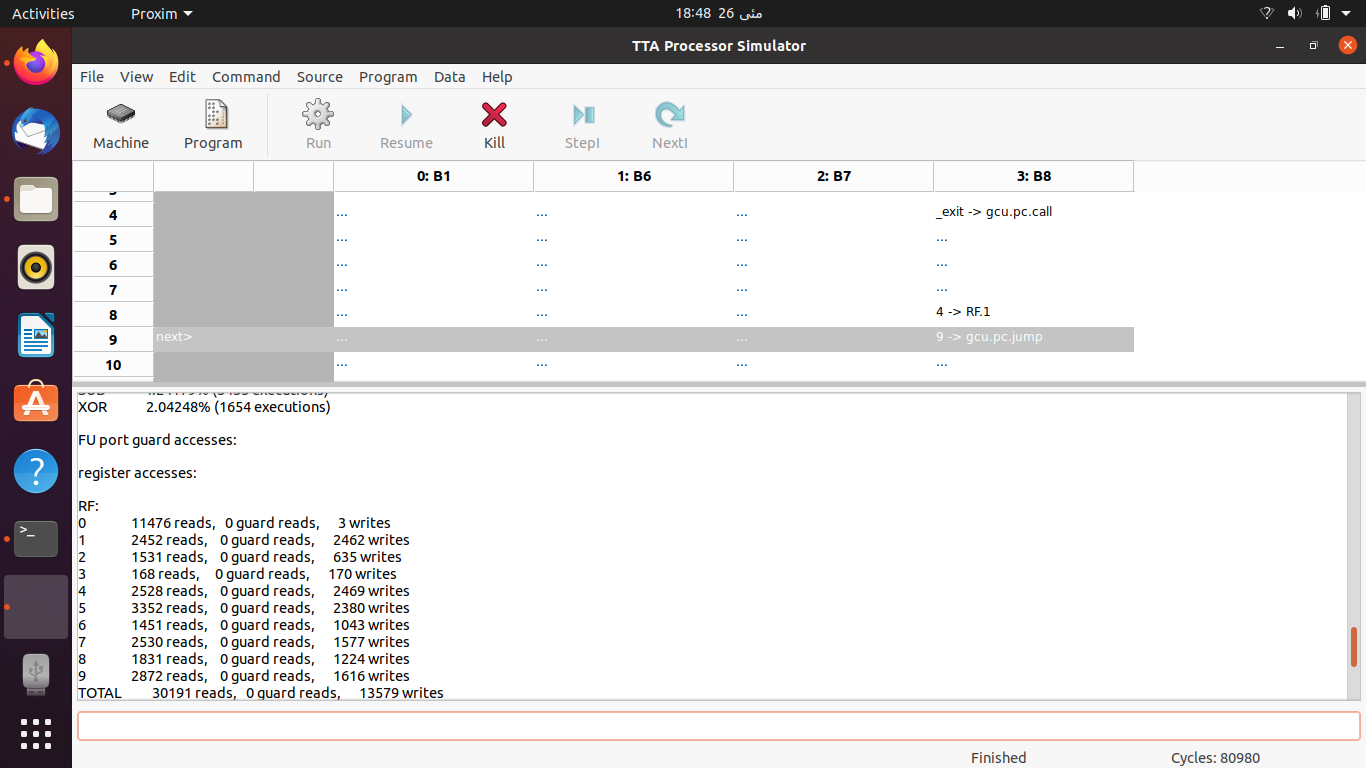 Activities Proxim 18:48 26 مئی
TTA Processor Simulator
File View Edit Command Source Program Data Help
Machine Program Run Resume Kill StepI NextI
0: B1 1: B6 2: B7 3: B8
4 ... ... ... _exit -> gcu.pc.call
5 ... ... ... ...
6 ... ... ... ...
7 ... ... ... ...
8 ... ... ... 4 -> RF.1
9 next> ... ... ... 9 -> gcu.pc.jump
10 ... ... ... ...
XOR 2.04248% (1654 executions)
FU port guard accesses:
register accesses:
RF:
0 11476 reads, 0 guard reads, 3 writes
1 2452 reads, 0 guard reads, 2462 writes
2 1531 reads, 0 guard reads, 635 writes
3 168 reads, 0 guard reads, 170 writes
4 2528 reads, 0 guard reads, 2469 writes
5 3352 reads, 0 guard reads, 2380 writes
6 1451 reads, 0 guard reads, 1043 writes
7 2530 reads, 0 guard reads, 1577 writes
8 1831 reads, 0 guard reads, 1224 writes
9 2872 reads, 0 guard reads, 1616 writes
TOTAL 30191 reads, 0 guard reads, 13579 writes
Finished Cycles: 80980